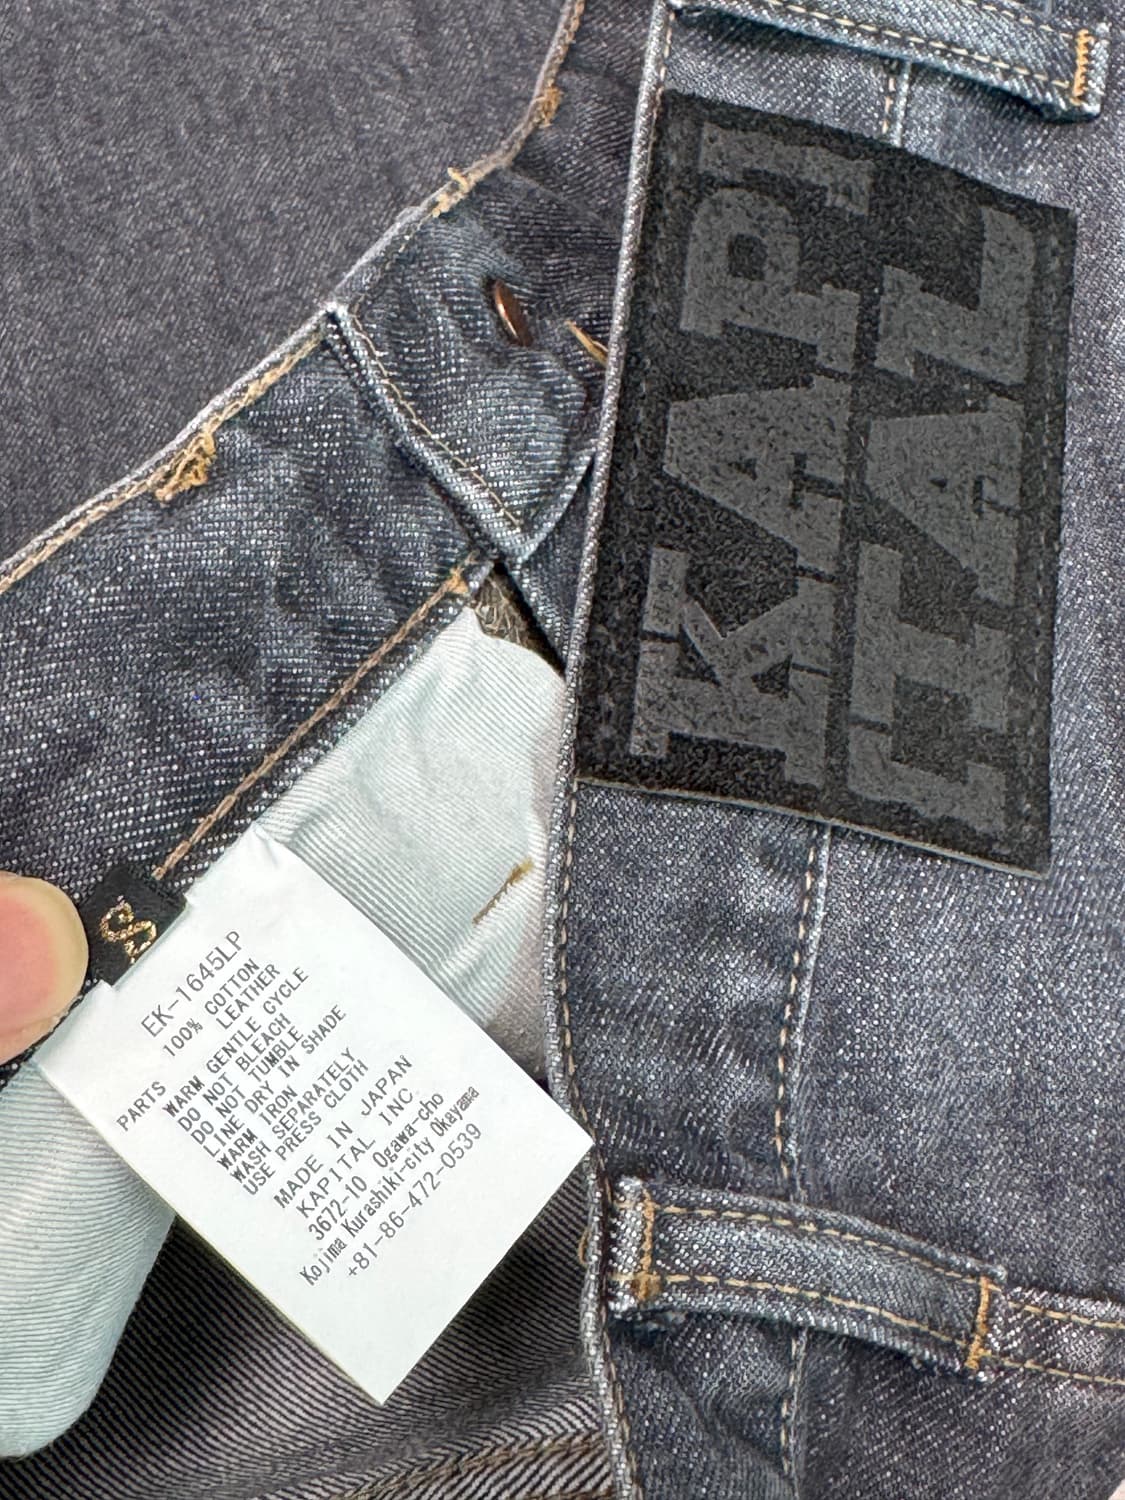 KAPI
TAL
S
EK-1645LP
100% COTTON
PARTS LEATHER
WARM GENTLE CYCLE
DO NOT BLEACH
DO NOT TUMBLE
LINE DRY IN SHADE
WARM IRON
WASH SEPARATELY
USE PRESS CLOTH
MADE IN JAPAN
KAPITAL INC.
3672-10 Ogawa-cho
Kojima Kurashiki-city Okayama
+81-86-472-0539